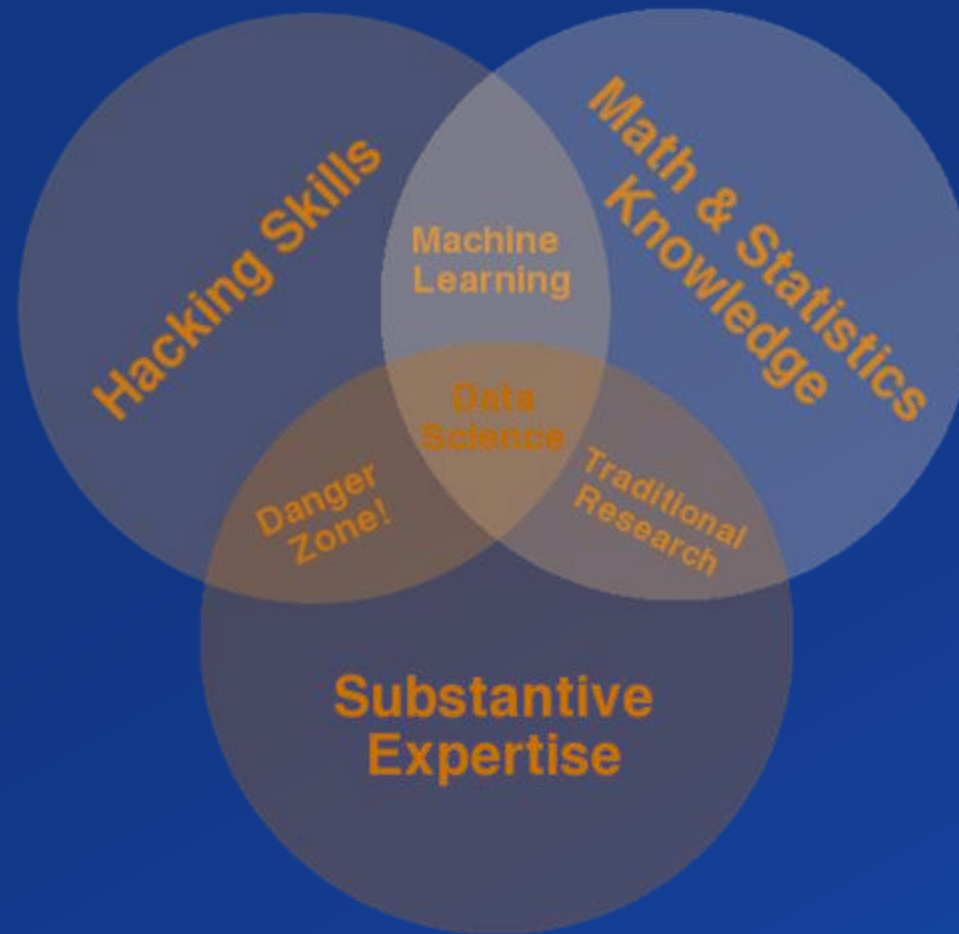 Hacking Skills
Math & Statistics
Knowledge
Machine
Learning
Data
Science
Danger
Zone!
Traditional
Research
Substantive
Expertise